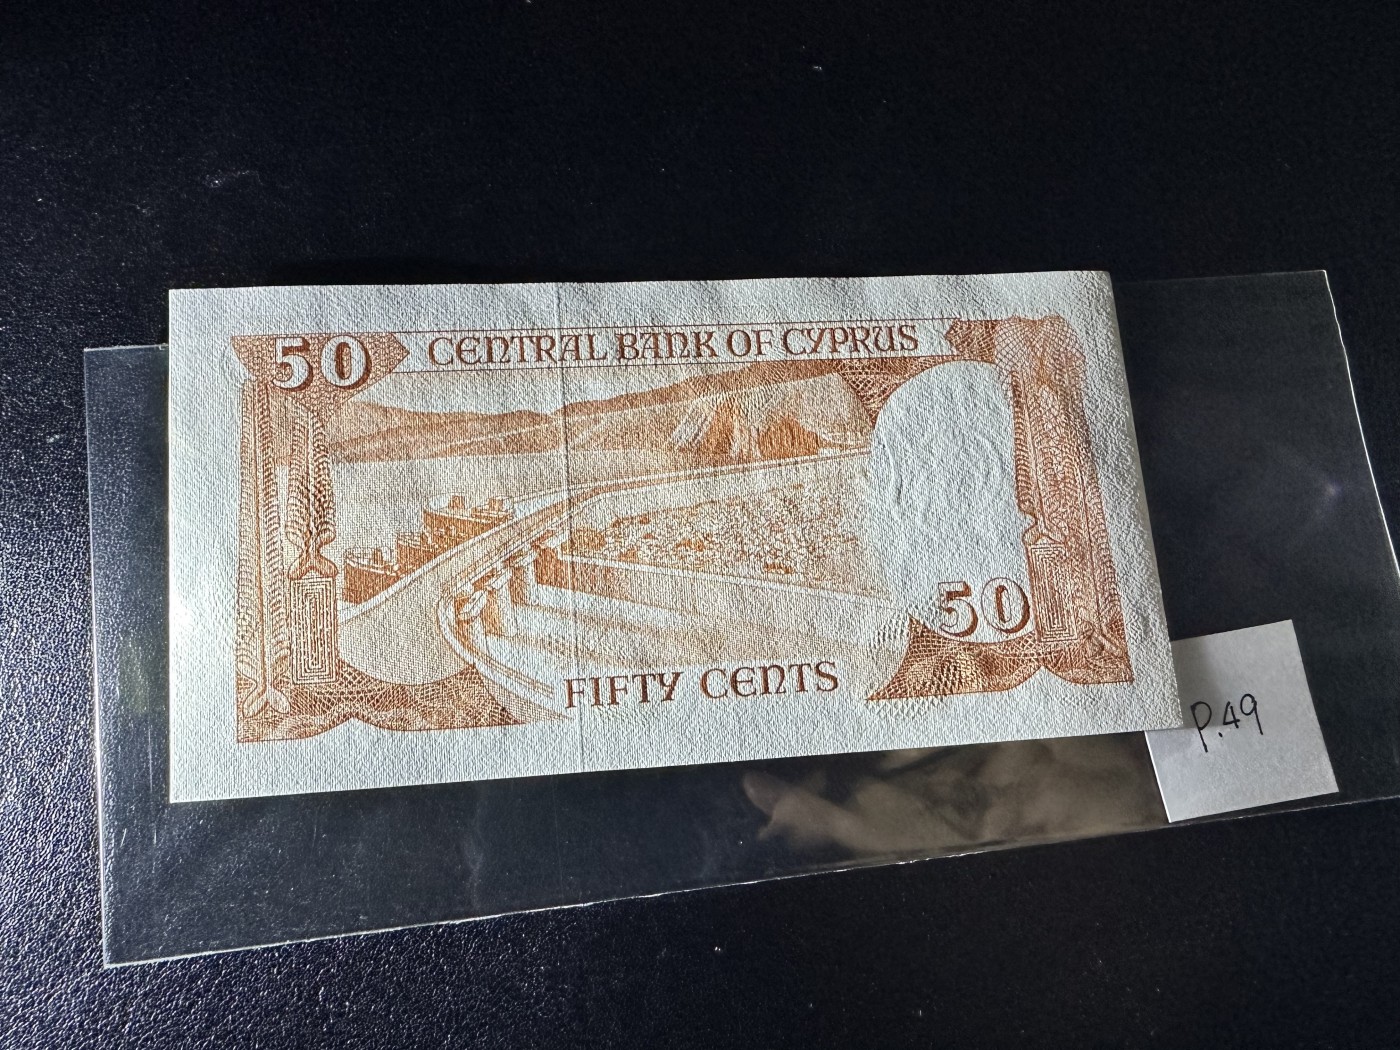 50
CENTRAL BANK OF CYPRUS
50
FIFTY CENTS
P.49